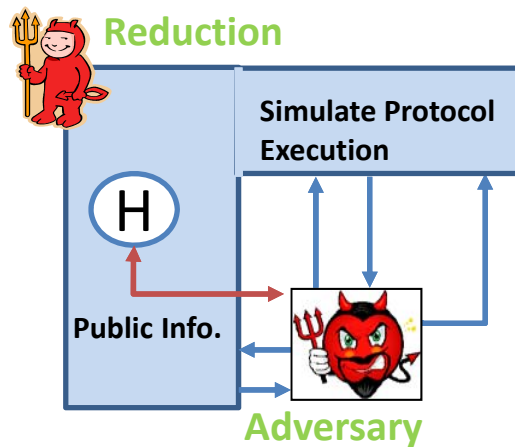 Reduction
Simulate Protocol
Execution
H
Public Info.
Adversary